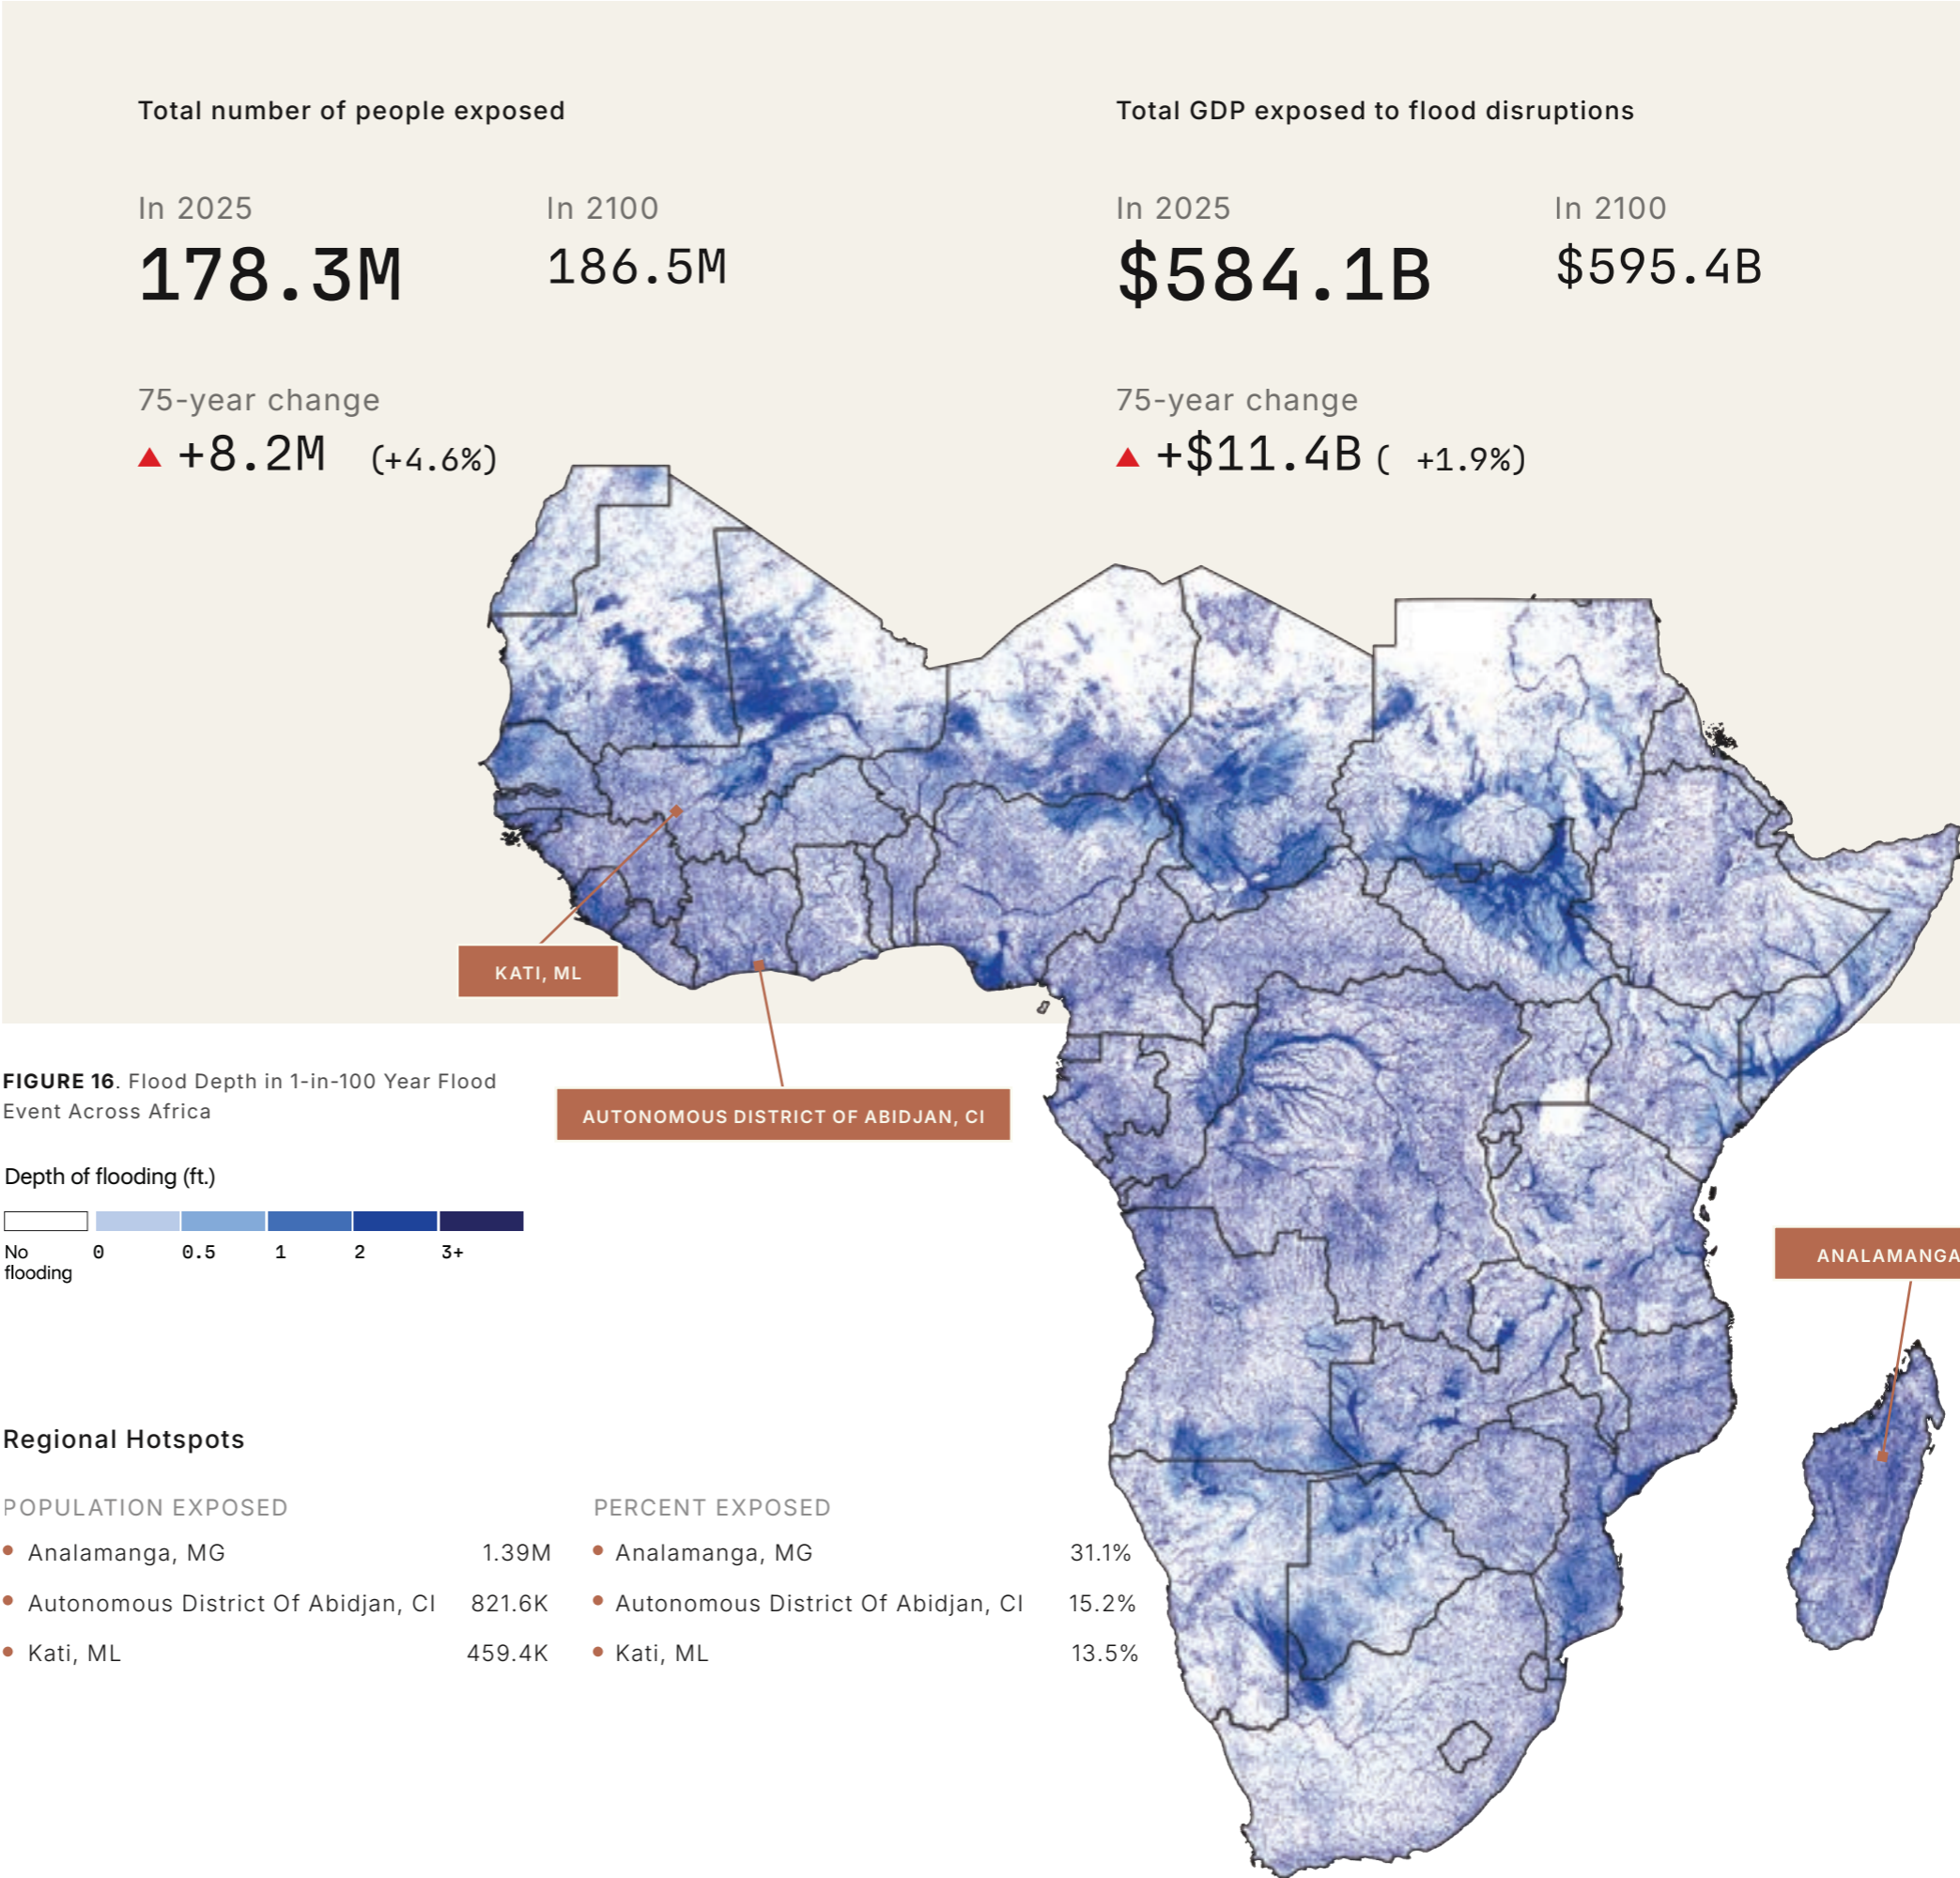 Total number of people exposed
In 2025
178.3M
In 2100
186.5M
75-year change
+8.2M (+4.6%)
Total GDP exposed to flood disruptions
In 2025
$584.1B
In 2100
$595.4B
75-year change
+$11.4B ( +1.9%)
KATI, ML
AUTONOMOUS DISTRICT OF ABIDJAN, CI
ANALAMANGA
FIGURE 16. Flood Depth in 1-in-100 Year Flood
Event Across Africa
Depth of flooding (ft.)
No
flooding
0 0.5 1 2 3+
Regional Hotspots
POPULATION EXPOSED
Analamanga, MG 1.39M
Autonomous District Of Abidjan, CI 821.6K
Kati, ML 459.4K
PERCENT EXPOSED
Analamanga, MG 31.1%
Autonomous District Of Abidjan, CI 15.2%
Kati, ML 13.5%